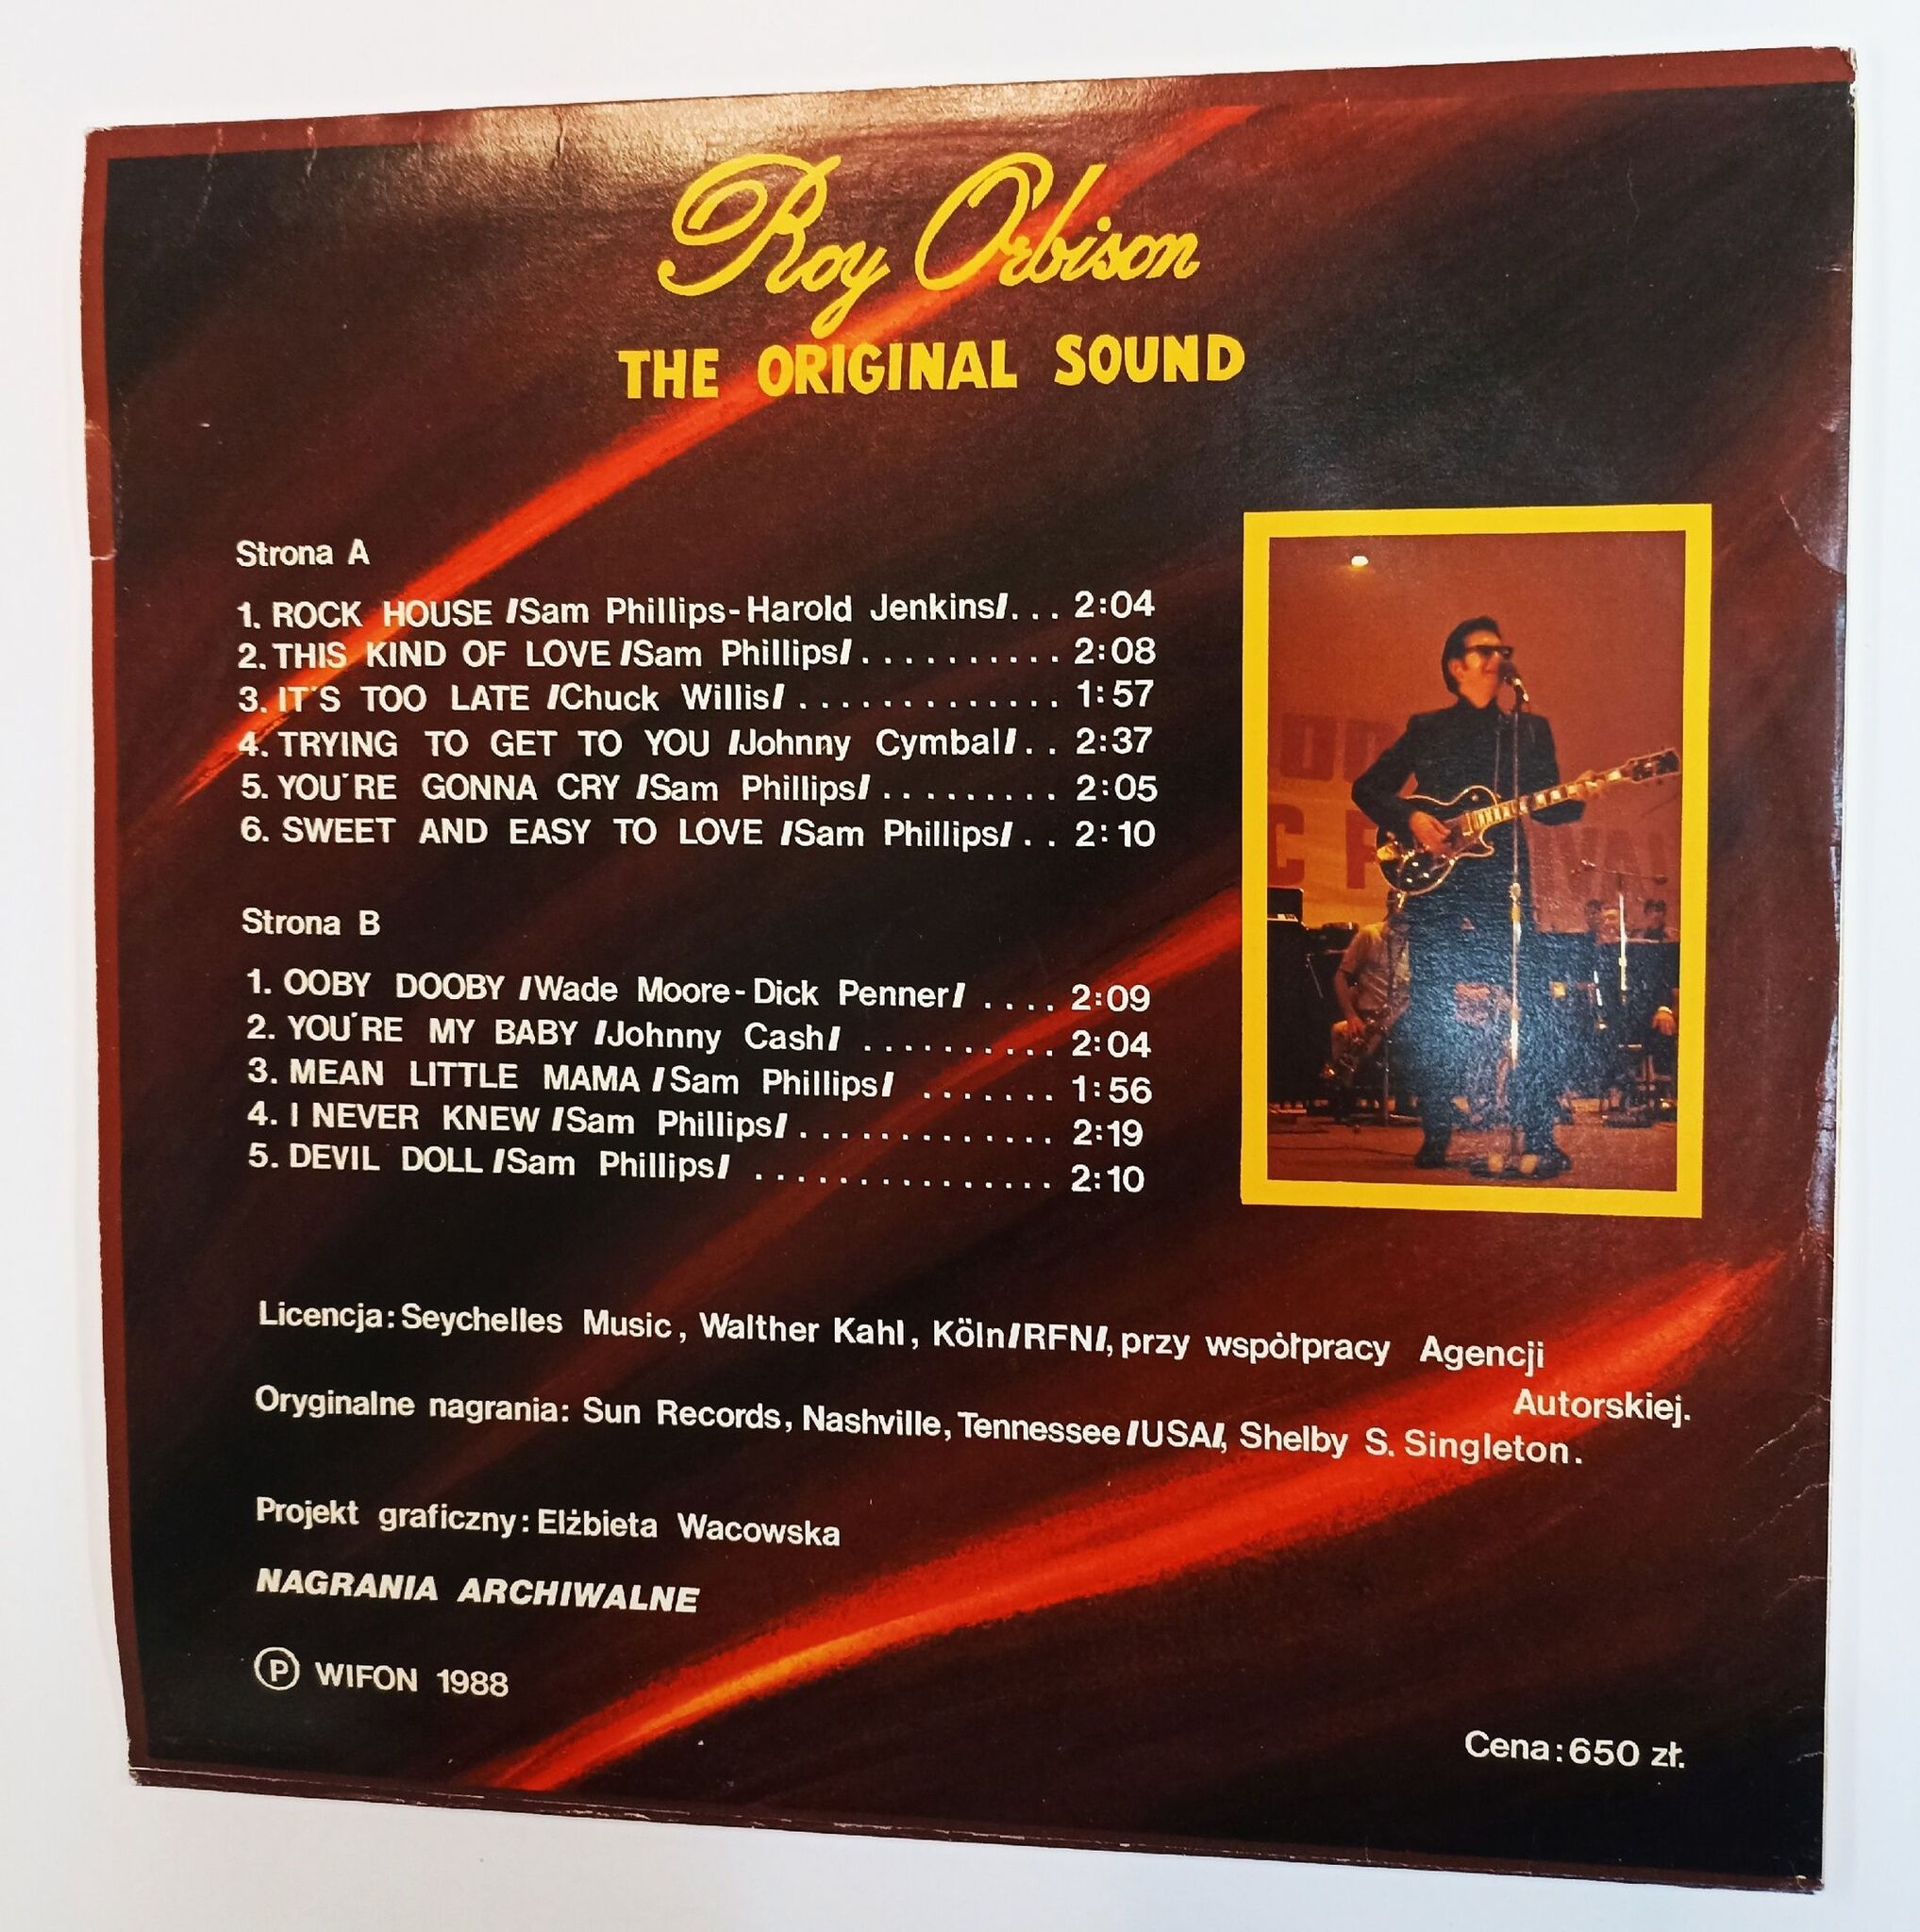 Roy Orbison
THE ORIGINAL SOUND
Strona A
1. ROCK HOUSE /Sam Phillips-Harold Jenkins/... 2:04
2. THIS KIND OF LOVE /Sam Phillips/.......... 2:08
3. IT'S TOO LATE /Chuck Willis/............. 1:57
4. TRYING TO GET TO YOU /Johnny Cymbal/.. 2:37
5. YOU'RE GONNA CRY /Sam Phillips/......... 2:05
6. SWEET AND EASY TO LOVE /Sam Phillips/.. 2:10
Strona B
1. OOBY DOOBY /Wade Moore-Dick Penner/.... 2:09
2. YOU'RE MY BABY /Johnny Cash/.......... 2:04
3. MEAN LITTLE MAMA /Sam Phillips/....... 1:56
4. I NEVER KNEW /Sam Phillips/............. 2:19
5. DEVIL DOLL /Sam Phillips/............... 2:10
Licencja: Seychelles Music, Walther Kahl, Köln/RFN/, przy współpracy Agencji
Autorskiej.
Oryginalne nagrania: Sun Records, Nashville, Tennessee /USA/, Shelby S. Singleton.
Projekt graficzny: Elżbieta Wacowska
NAGRANIA ARCHIWALNE
Ⓟ WIFON 1988
Cena: 650 zł.